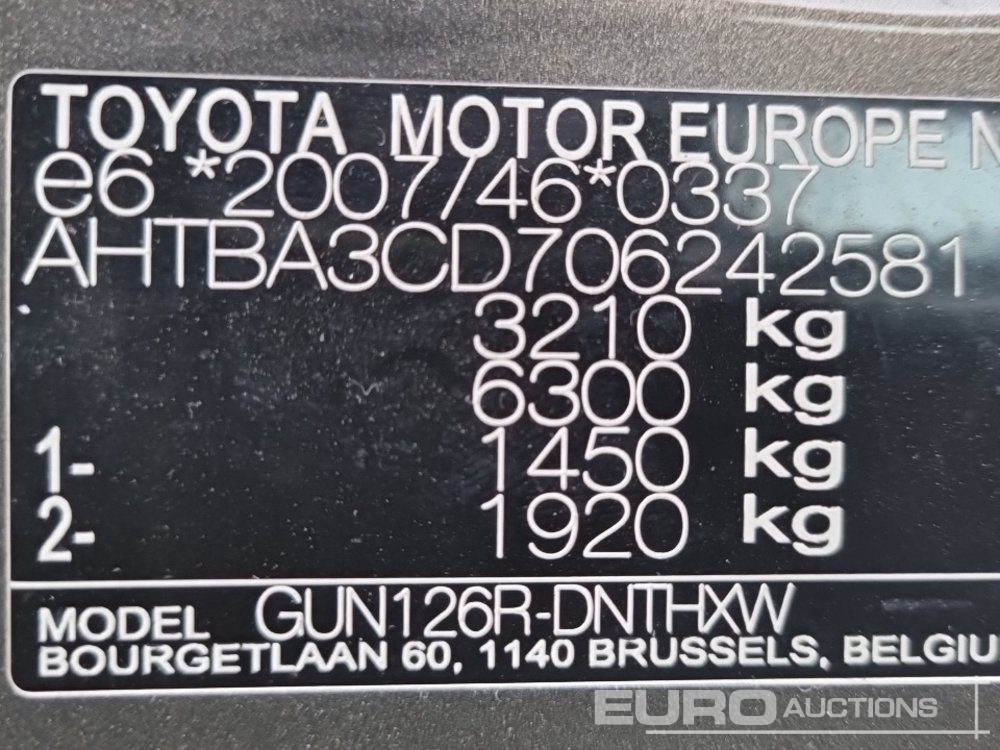 TOYOTA MOTOR EUROPE N
e6 *2007/46*0337
AHTBA3CD706242581
3210 kg
6300 kg
1- 1450 kg
2- 1920 kg
MODEL GUN126R-DNTHXW
BOURGETLAAN 60, 1140 BRUSSELS, BELGIU
EURO AUCTIONS